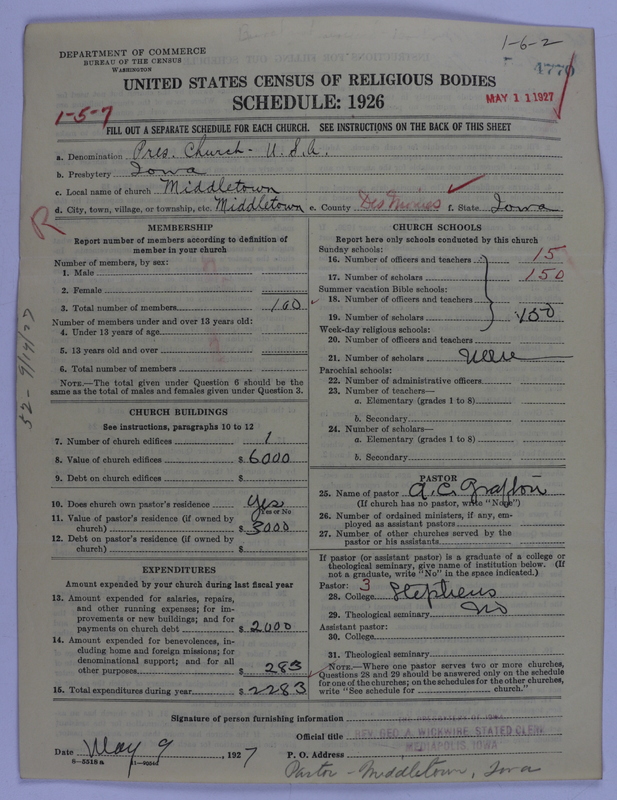 1-6-2
DEPARTMENT OF COMMERCE
BUREAU OF THE CENSUS
WASHINGTON
4770
UNITED STATES CENSUS OF RELIGIOUS BODIES
SCHEDULE: 1926
MAY 11 1927
1-5-7
FILL OUT A SEPARATE SCHEDULE FOR EACH CHURCH. SEE INSTRUCTIONS ON THE BACK OF THIS SHEET
a. Denomination Pres. Church - U.S.A.
b. Presbytery Iowa
c. Local name of church Middletown
d. City, town, village, or township, etc. Middletown e. County Des Moines f. State Iowa
R
MEMBERSHIP
Report number of members according to definition of
member in your church
Number of members, by sex:
1. Male
2. Female
3. Total number of members 160
Number of members under and over 13 years old:
4. Under 13 years of age
5. 13 years old and over
6. Total number of members
NOTE.—The total given under Question 6 should be the
same as the total of males and females given under Question 3.
52 - 9/14/27
CHURCH BUILDINGS
See instructions, paragraphs 10 to 12
7. Number of church edifices 1
8. Value of church edifices $ 6000
9. Debt on church edifices $
10. Does church own pastor's residence yes
Yes or No
11. Value of pastor's residence (if owned by
church) $ 3000
12. Debt on pastor's residence (if owned by
church) $
EXPENDITURES
Amount expended by your church during last fiscal year
13. Amount expended for salaries, repairs,
and other running expenses; for im-
provements or new buildings; and for
payments on church debt $ 2000
14. Amount expended for benevolences, in-
cluding home and foreign missions; for
denominational support; and for all
other purposes $ 283
15. Total expenditures during year $ 2283
CHURCH SCHOOLS
Report here only schools conducted by this church
Sunday schools:
16. Number of officers and teachers 15
17. Number of scholars 150
Summer vacation Bible schools:
18. Number of officers and teachers
19. Number of scholars 150
Week-day religious schools:
20. Number of officers and teachers
21. Number of scholars
Parochial schools:
22. Number of administrative officers
23. Number of teachers—
a. Elementary (grades 1 to 8)
b. Secondary
24. Number of scholars—
a. Elementary (grades 1 to 8)
b. Secondary
PASTOR
25. Name of pastor A. C. Grafton
(If church has no pastor, write "None")
26. Number of ordained ministers, if any, em-
ployed as assistant pastors
27. Number of other churches served by the
pastor or his assistants
If pastor (or assistant pastor) is a graduate of a college or
theological seminary, give name of institution below. (If
not a graduate, write "No" in the space indicated.)
Pastor: 3
28. College Stephens
29. Theological seminary No
Assistant pastor:
30. College
31. Theological seminary
NOTE.—Where one pastor serves two or more churches,
Questions 28 and 29 should be answered only on the schedule
for one of the churches; on the schedules for the other churches,
write "See schedule for church."
Signature of person furnishing information
Official title REV. GEO. A. WICKWIRE, STATED CLERK
MEDIAPOLIS, IOWA
Date May 9, 1927
P. O. Address
8-5518a
Pastor - Middletown, Iowa